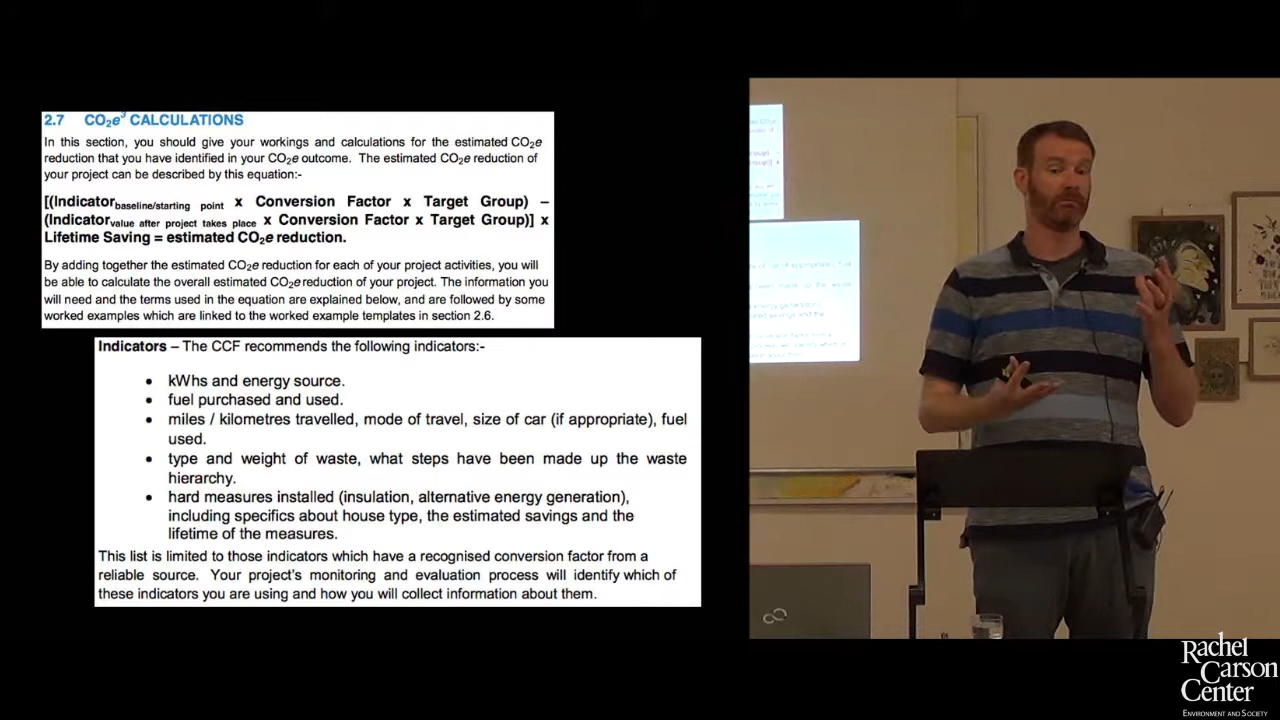 2.7 CO₂e³ CALCULATIONS
In this section, you should give your workings and calculations for the estimated CO₂e
reduction that you have identified in your CO₂e outcome. The estimated CO₂e reduction of
your project can be described by this equation:-
[(Indicator baseline/starting point x Conversion Factor x Target Group) –
(Indicator value after project takes place x Conversion Factor x Target Group)] x
Lifetime Saving = estimated CO₂e reduction.
By adding together the estimated CO₂e reduction for each of your project activities, you will
be able to calculate the overall estimated CO₂e reduction of your project. The information you
will need and the terms used in the equation are explained below, and are followed by some
worked examples which are linked to the worked example templates in section 2.6.
Indicators – The CCF recommends the following indicators:-
• kWhs and energy source.
• fuel purchased and used.
• miles / kilometres travelled, mode of travel, size of car (if appropriate), fuel
used.
• type and weight of waste, what steps have been made up the waste
hierarchy.
• hard measures installed (insulation, alternative energy generation),
including specifics about house type, the estimated savings and the
lifetime of the measures.
This list is limited to those indicators which have a recognised conversion factor from a
reliable source. Your project's monitoring and evaluation process will identify which of
these indicators you are using and how you will collect information about them.
Rachel
Carson
Center
ENVIRONMENT AND SOCIETY